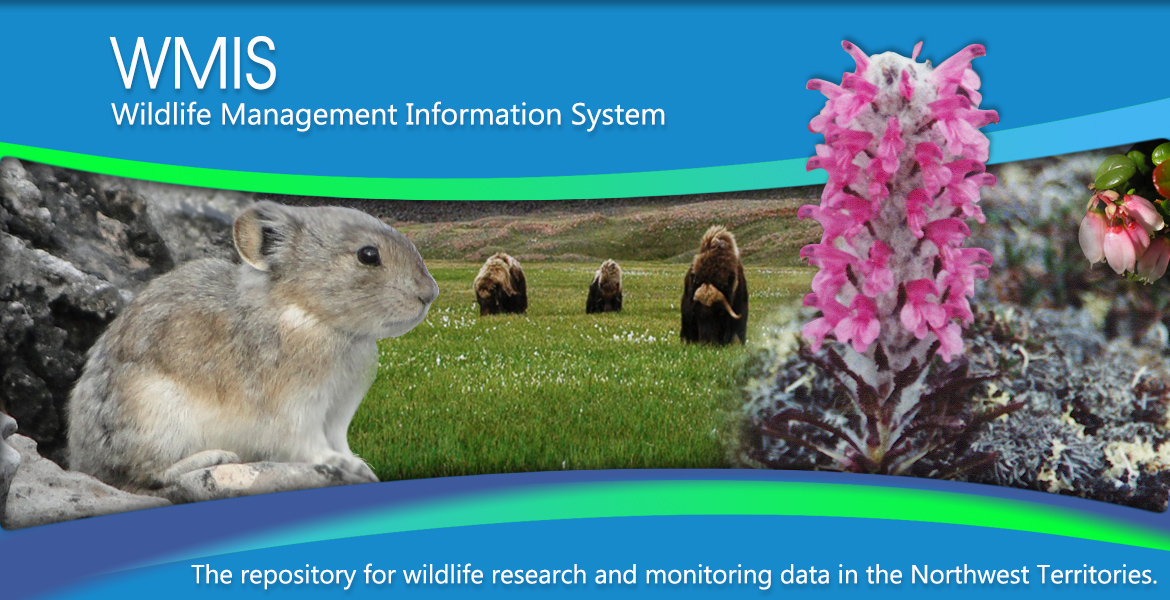 WMIS
Wildlife Management Information System
The repository for wildlife research and monitoring data in the Northwest Territories.